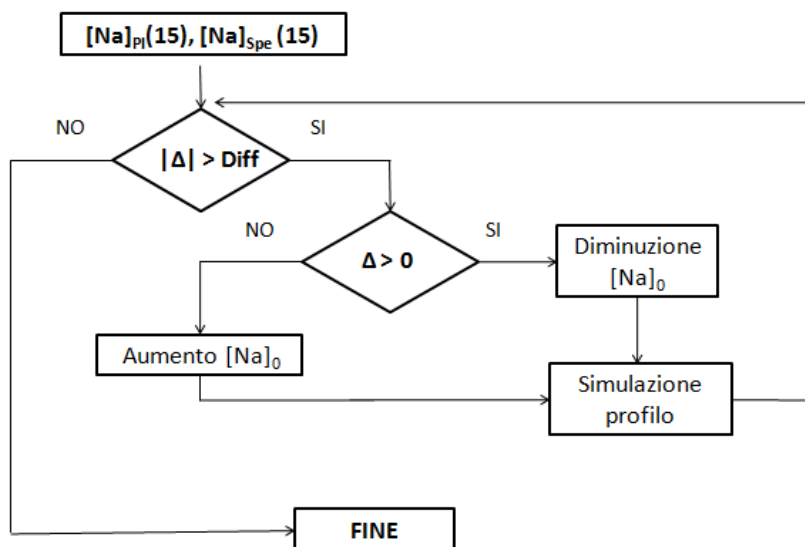 [Na]Pl(15), [Na]Spe (15)
NO
SI
|Δ| > Diff
NO
SI
Δ > 0
Diminuzione
[Na]0
Aumento [Na]0
Simulazione
profilo
FINE